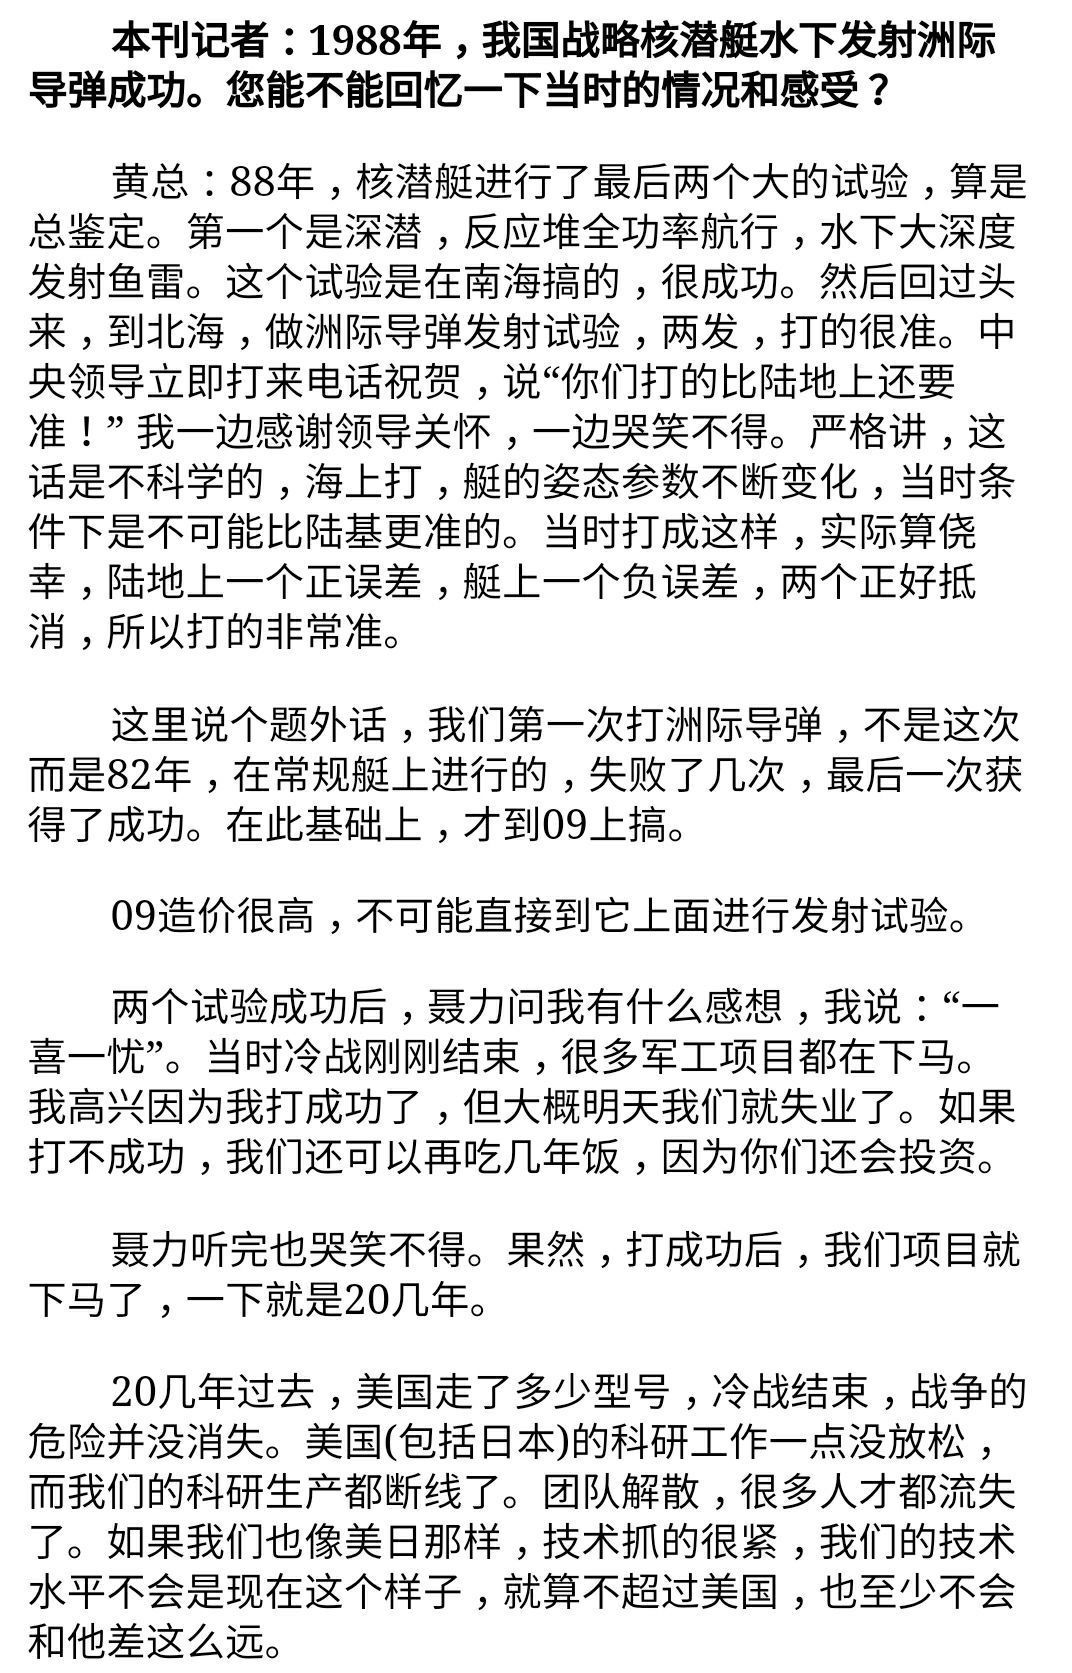 本刊记者：1988年，我国战略核潜艇水下发射洲际
导弹成功。您能不能回忆一下当时的情况和感受？
黄总：88年，核潜艇进行了最后两个大的试验，算是
总鉴定。第一个是深潜，反应堆全功率航行，水下大深度
发射鱼雷。这个试验是在南海搞的，很成功。然后回过头
来，到北海，做洲际导弹发射试验，两发，打的很准。中
央领导立即打来电话祝贺，说“你们打的比陆地上还要
准！” 我一边感谢领导关怀，一边哭笑不得。严格讲，这
话是不科学的，海上打，艇的姿态参数不断变化，当时条
件下是不可能比陆基更准的。当时打成这样，实际算侥
幸，陆地上一个正误差，艇上一个负误差，两个正好抵
消，所以打的非常准。
这里说个题外话，我们第一次打洲际导弹，不是这次
而是82年，在常规艇上进行的，失败了几次，最后一次获
得了成功。在此基础上，才到09上搞。
09造价很高，不可能直接到它上面进行发射试验。
两个试验成功后，聂力问我有什么感想，我说：“一
喜一忧”。当时冷战刚刚结束，很多军工项目都在下马。
我高兴因为我打成功了，但大概明天我们就失业了。如果
打不成功，我们还可以再吃几年饭，因为你们还会投资。
聂力听完也哭笑不得。果然，打成功后，我们项目就
下马了，一下就是20几年。
20几年过去，美国走了多少型号，冷战结束，战争的
危险并没消失。美国(包括日本)的科研工作一点没放松，
而我们的科研生产都断线了。团队解散，很多人才都流失
了。如果我们也像美日那样，技术抓的很紧，我们的技术
水平不会是现在这个样子，就算不超过美国，也至少不会
和他差这么远。